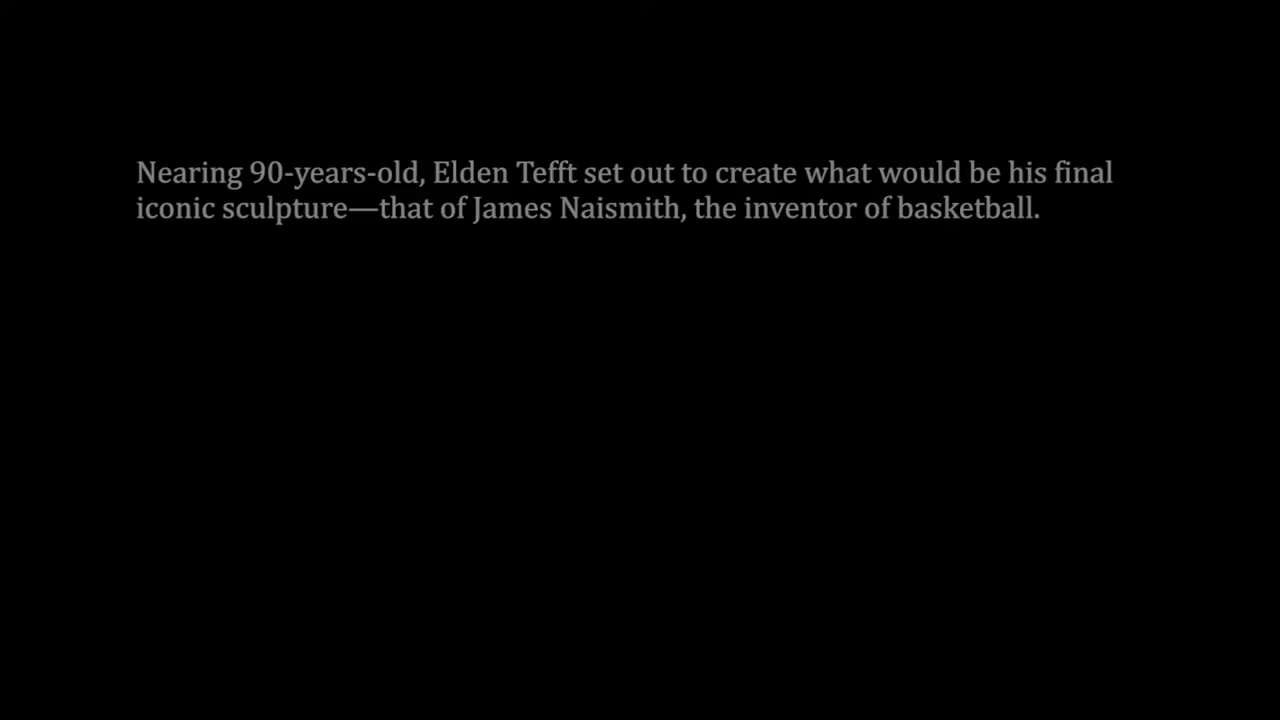 Nearing 90-years-old, Elden Tefft set out to create what would be his final
iconic sculpture—that of James Naismith, the inventor of basketball.